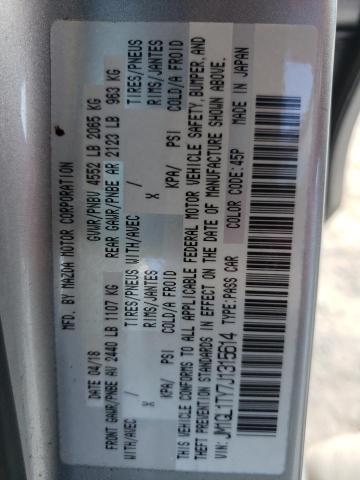 MFD. BY MAZDA MOTOR CORPORATION
DATE 04/18 GVWR/PNBV 4552 LB 2065 KG
FRONT GAWR/PNBE AV 2440 LB 1107 KG REAR GAWR/PNBE AR 2123 LB 963 KG
TIRES/PNEUS TIRES/PNEUS
WITH/AVEC / RIMS/JANTES WITH/AVEC / RIMS/JANTES
X KPA/ PSI COLD/A FROID X KPA/ PSI COLD/A FROID
THIS VEHICLE CONFORMS TO ALL APPLICABLE FEDERAL MOTOR VEHICLE SAFETY, BUMPER, AND
THEFT PREVENTION STANDARDS IN EFFECT ON THE DATE OF MANUFACTURE SHOWN ABOVE.
VIN: JM1GL1TY7J1315614 TYPE: PASS CAR COLOR CODE: 45P MADE IN JAPAN